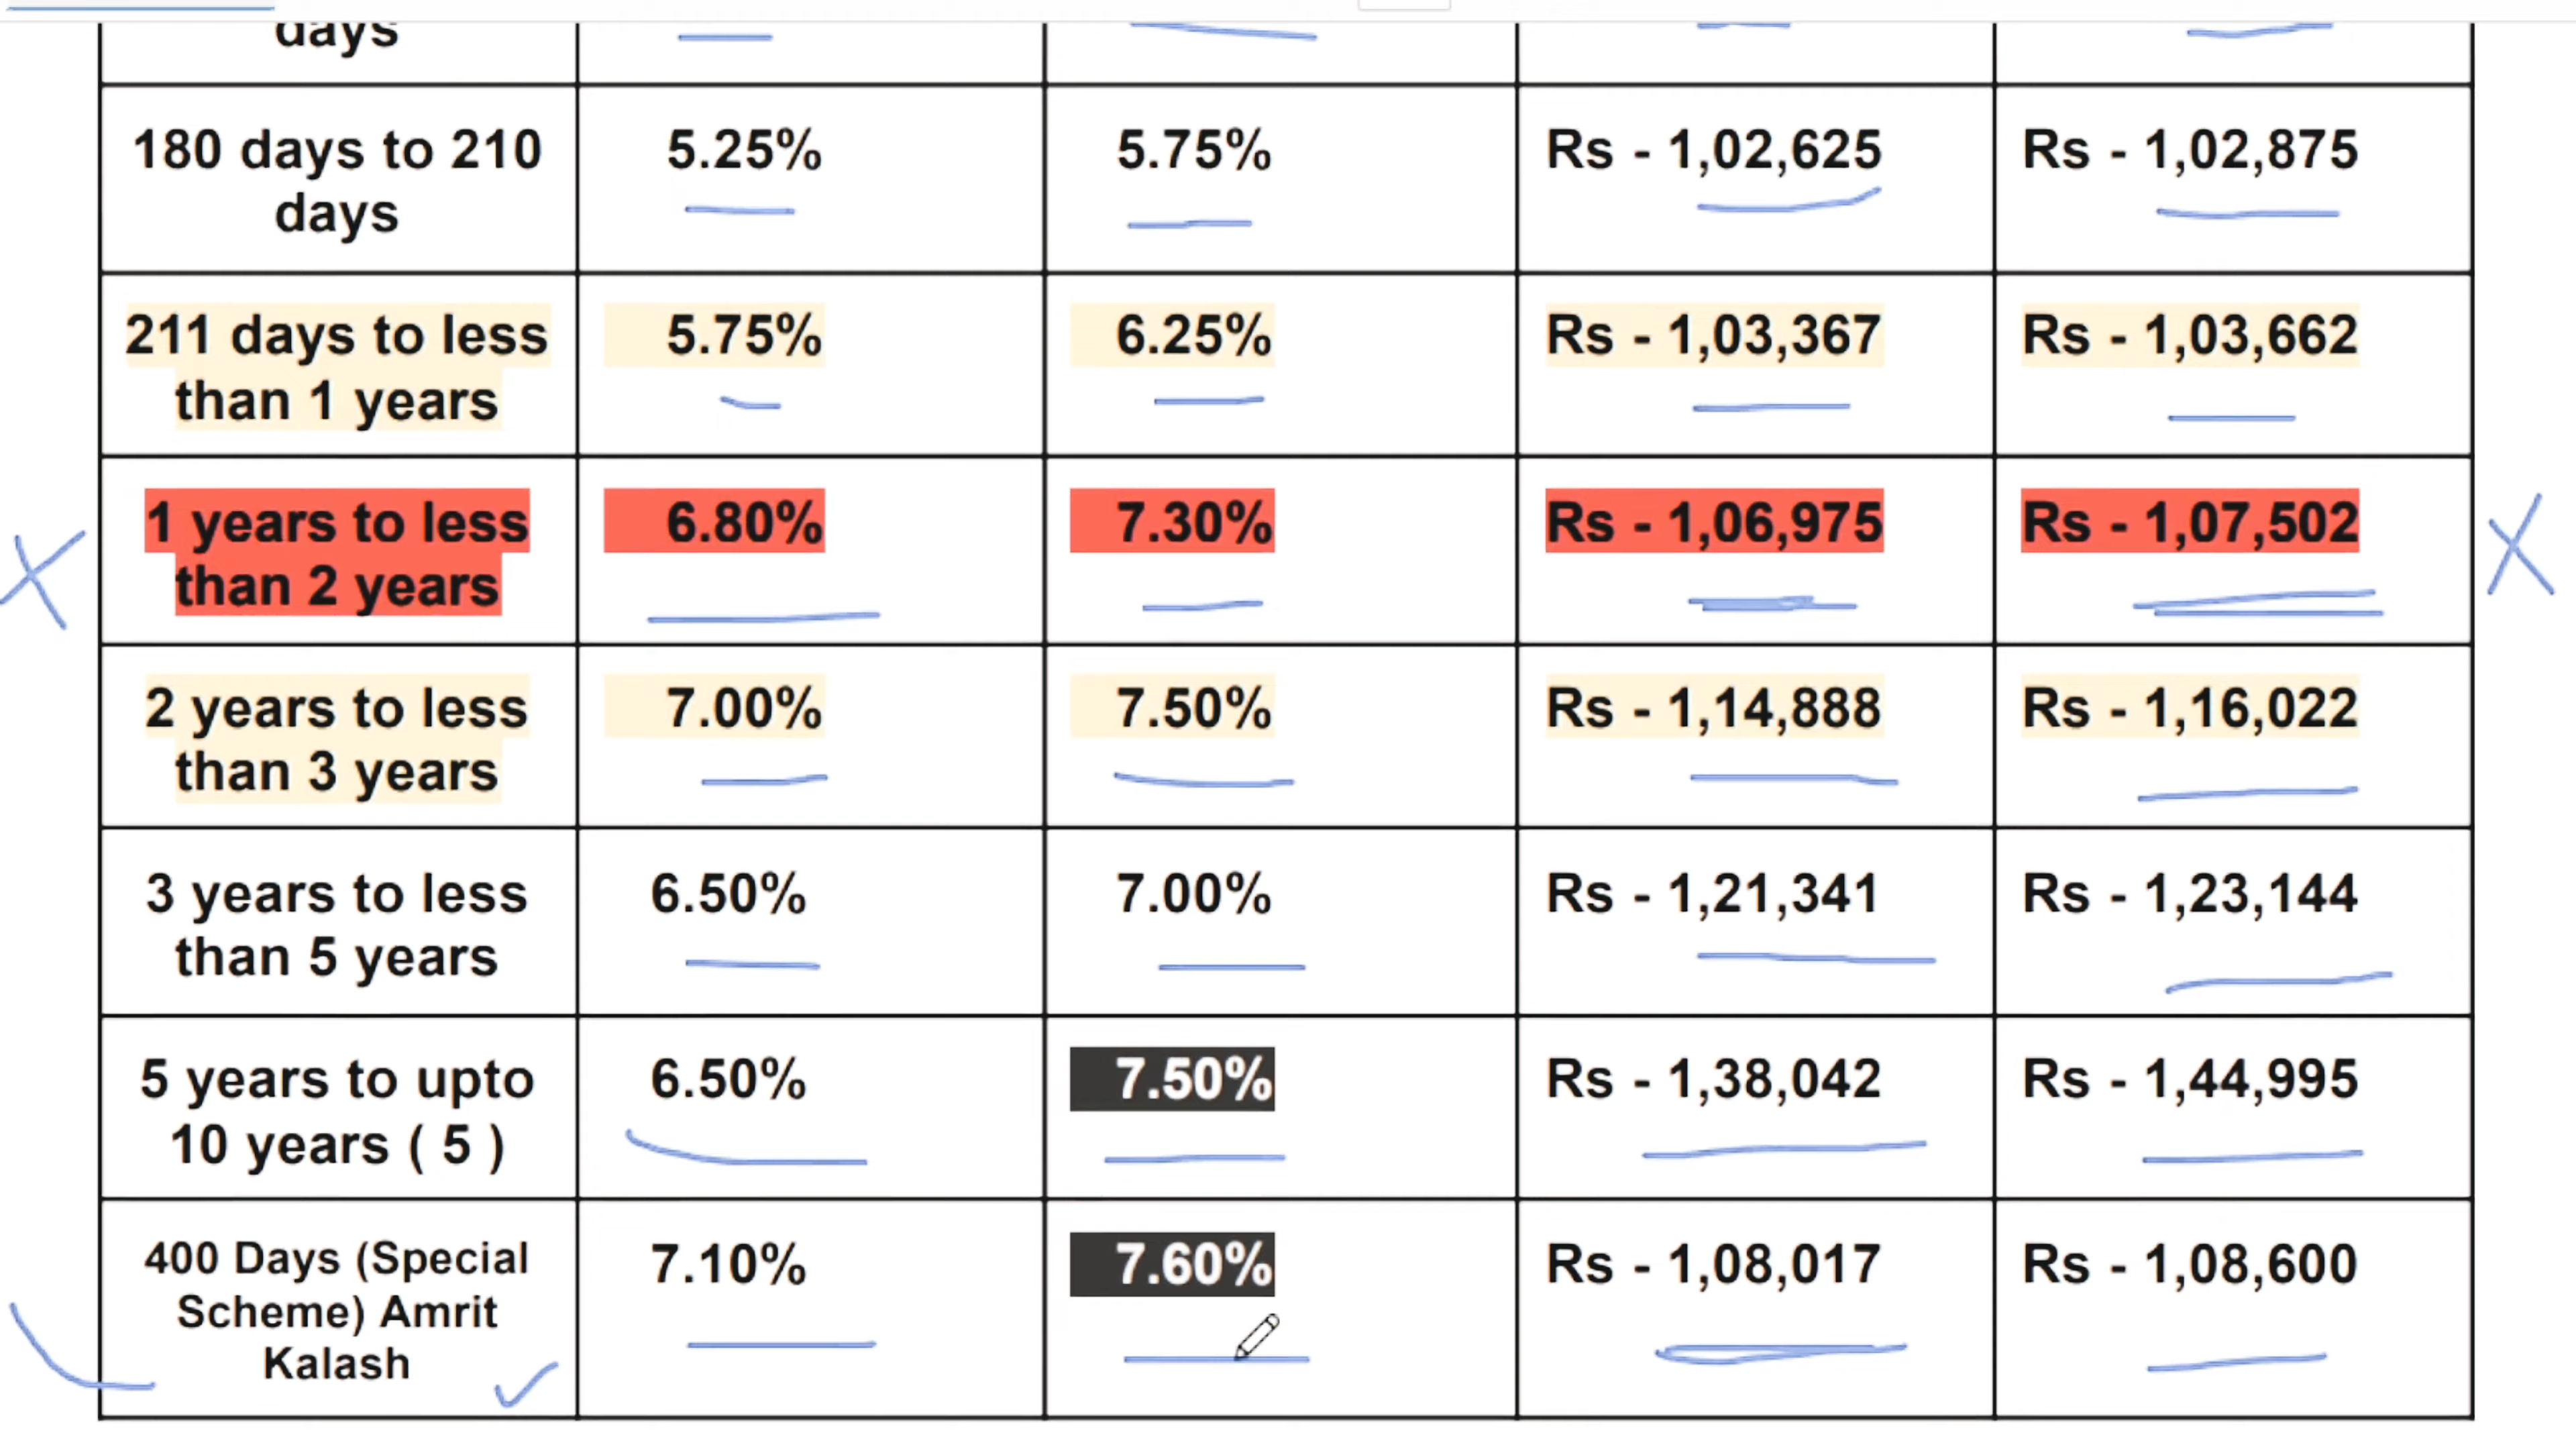 days
180 days to 210
days
5.25%
5.75%
Rs - 1,02,625
Rs - 1,02,875
211 days to less
than 1 years
5.75%
6.25%
Rs - 1,03,367
Rs - 1,03,662
1 years to less
than 2 years
6.80%
7.30%
Rs - 1,06,975
Rs - 1,07,502
2 years to less
than 3 years
7.00%
7.50%
Rs - 1,14,888
Rs - 1,16,022
3 years to less
than 5 years
6.50%
7.00%
Rs - 1,21,341
Rs - 1,23,144
5 years to upto
10 years ( 5 )
6.50%
7.50%
Rs - 1,38,042
Rs - 1,44,995
400 Days (Special
Scheme) Amrit
Kalash
7.10%
7.60%
Rs - 1,08,017
Rs - 1,08,600